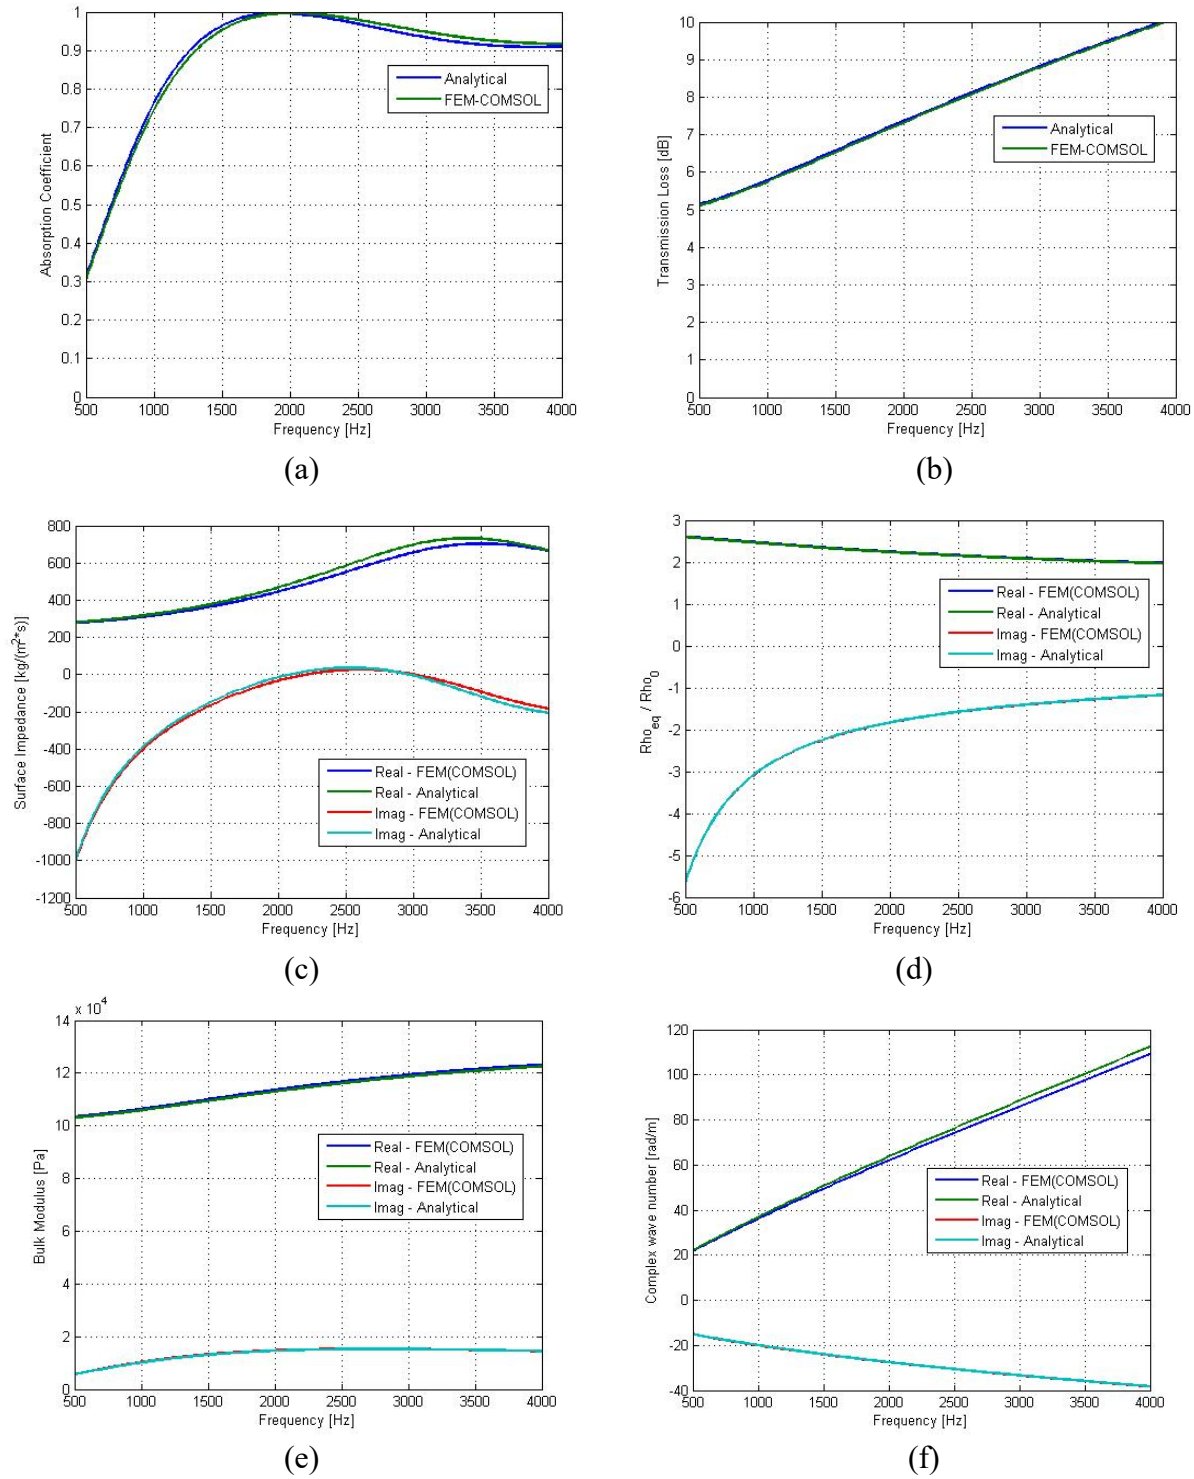 1
0.9
0.8
0.7
0.6
0.5
0.4
0.3
0.2
0.1
0
Absorption Coefficient
Analytical
FEM-COMSOL
500 1000 1500 2000 2500 3000 3500 4000
Frequency [Hz]
(a)
10
9
8
7
6
5
4
3
2
1
0
Transmission Loss [dB]
Analytical
FEM-COMSOL
500 1000 1500 2000 2500 3000 3500 4000
Frequency [Hz]
(b)
800
600
400
200
0
-200
-400
-600
-800
-1000
-1200
Surface Impedance [kg/(m²*s)]
Real - FEM(COMSOL)
Real - Analytical
Imag - FEM(COMSOL)
Imag - Analytical
500 1000 1500 2000 2500 3000 3500 4000
Frequency [Hz]
(c)
3
2
1
0
-1
-2
-3
-4
-5
-6
Rho_eq / Rho_0
Real - FEM(COMSOL)
Real - Analytical
Imag - FEM(COMSOL)
Imag - Analytical
500 1000 1500 2000 2500 3000 3500 4000
Frequency [Hz]
(d)
x 10^4
14
12
10
8
6
4
2
0
Bulk Modulus [Pa]
Real - FEM(COMSOL)
Real - Analytical
Imag - FEM(COMSOL)
Imag - Analytical
500 1000 1500 2000 2500 3000 3500 4000
Frequency [Hz]
(e)
120
100
80
60
40
20
0
-20
-40
Complex wave number [rad/m]
Real - FEM(COMSOL)
Real - Analytical
Imag - FEM(COMSOL)
Imag - Analytical
500 1000 1500 2000 2500 3000 3500 4000
Frequency [Hz]
(f)